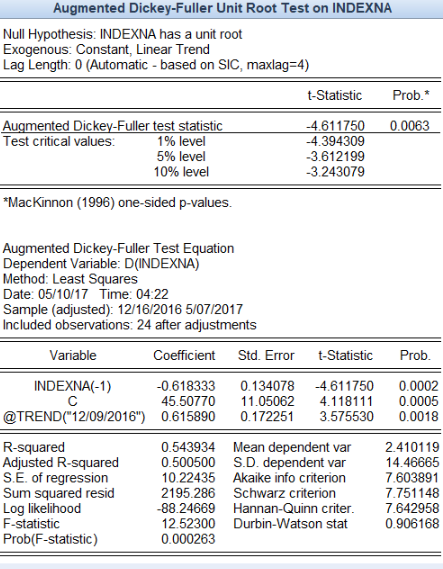 Augmented Dickey-Fuller Unit Root Test on INDEXNA
Null Hypothesis: INDEXNA has a unit root
Exogenous: Constant, Linear Trend
Lag Length: 0 (Automatic - based on SIC, maxlag=4)
t-Statistic Prob.*
Augmented Dickey-Fuller test statistic -4.611750 0.0063
Test critical values: 1% level -4.394309
5% level -3.612199
10% level -3.243079
*MacKinnon (1996) one-sided p-values.
Augmented Dickey-Fuller Test Equation
Dependent Variable: D(INDEXNA)
Method: Least Squares
Date: 05/10/17 Time: 04:22
Sample (adjusted): 12/16/2016 5/07/2017
Included observations: 24 after adjustments
Variable Coefficient Std. Error t-Statistic Prob.
INDEXNA(-1) -0.618333 0.134078 -4.611750 0.0002
C 45.50770 11.05062 4.118111 0.0005
@TREND("12/09/2016") 0.615890 0.172251 3.575530 0.0018
R-squared 0.543934 Mean dependent var 2.410119
Adjusted R-squared 0.500500 S.D. dependent var 14.46665
S.E. of regression 10.22435 Akaike info criterion 7.603891
Sum squared resid 2195.286 Schwarz criterion 7.751148
Log likelihood -88.24669 Hannan-Quinn criter. 7.642958
F-statistic 12.52300 Durbin-Watson stat 0.906168
Prob(F-statistic) 0.000263